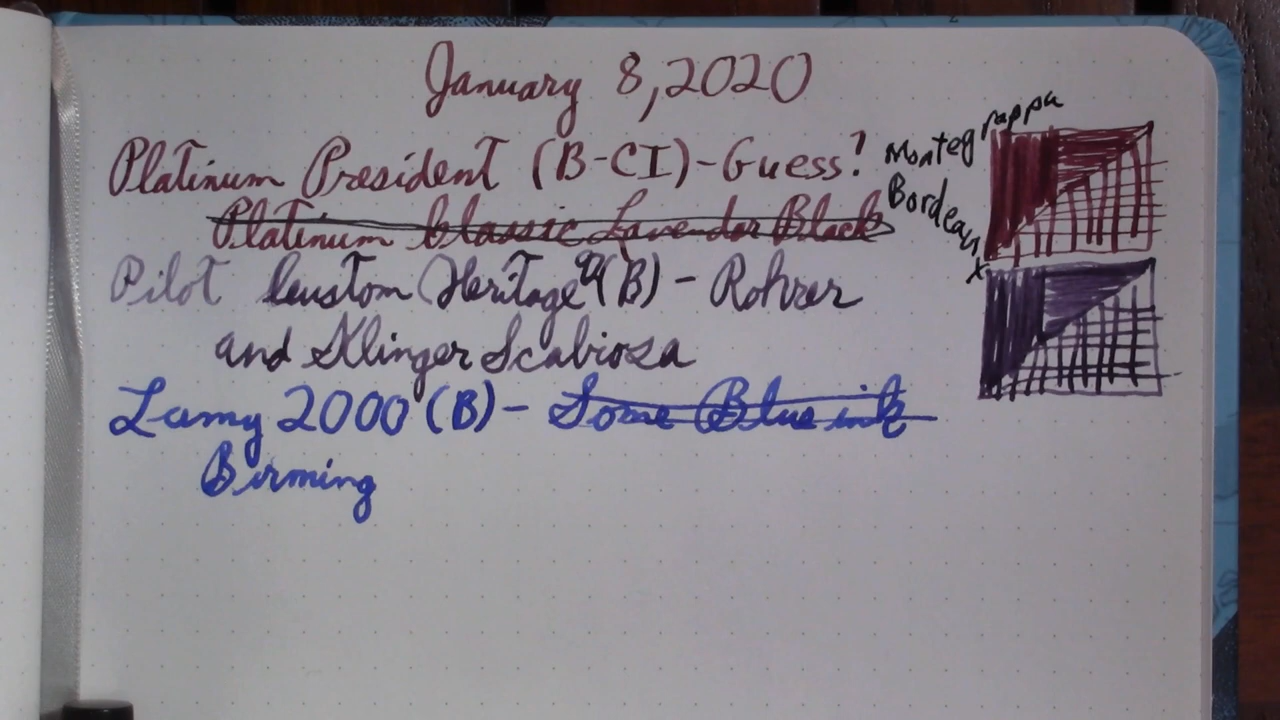 January 8, 2020
Platinum President (B-CI) - Guess?
Platinum Classic Lavender Black
Montegrappa
Bordeaux
Pilot Custom Heritage 912 (B) - Rohrer
and Klinger Scabiosa
Lamy 2000 (B) - Some Blue ink
Birming